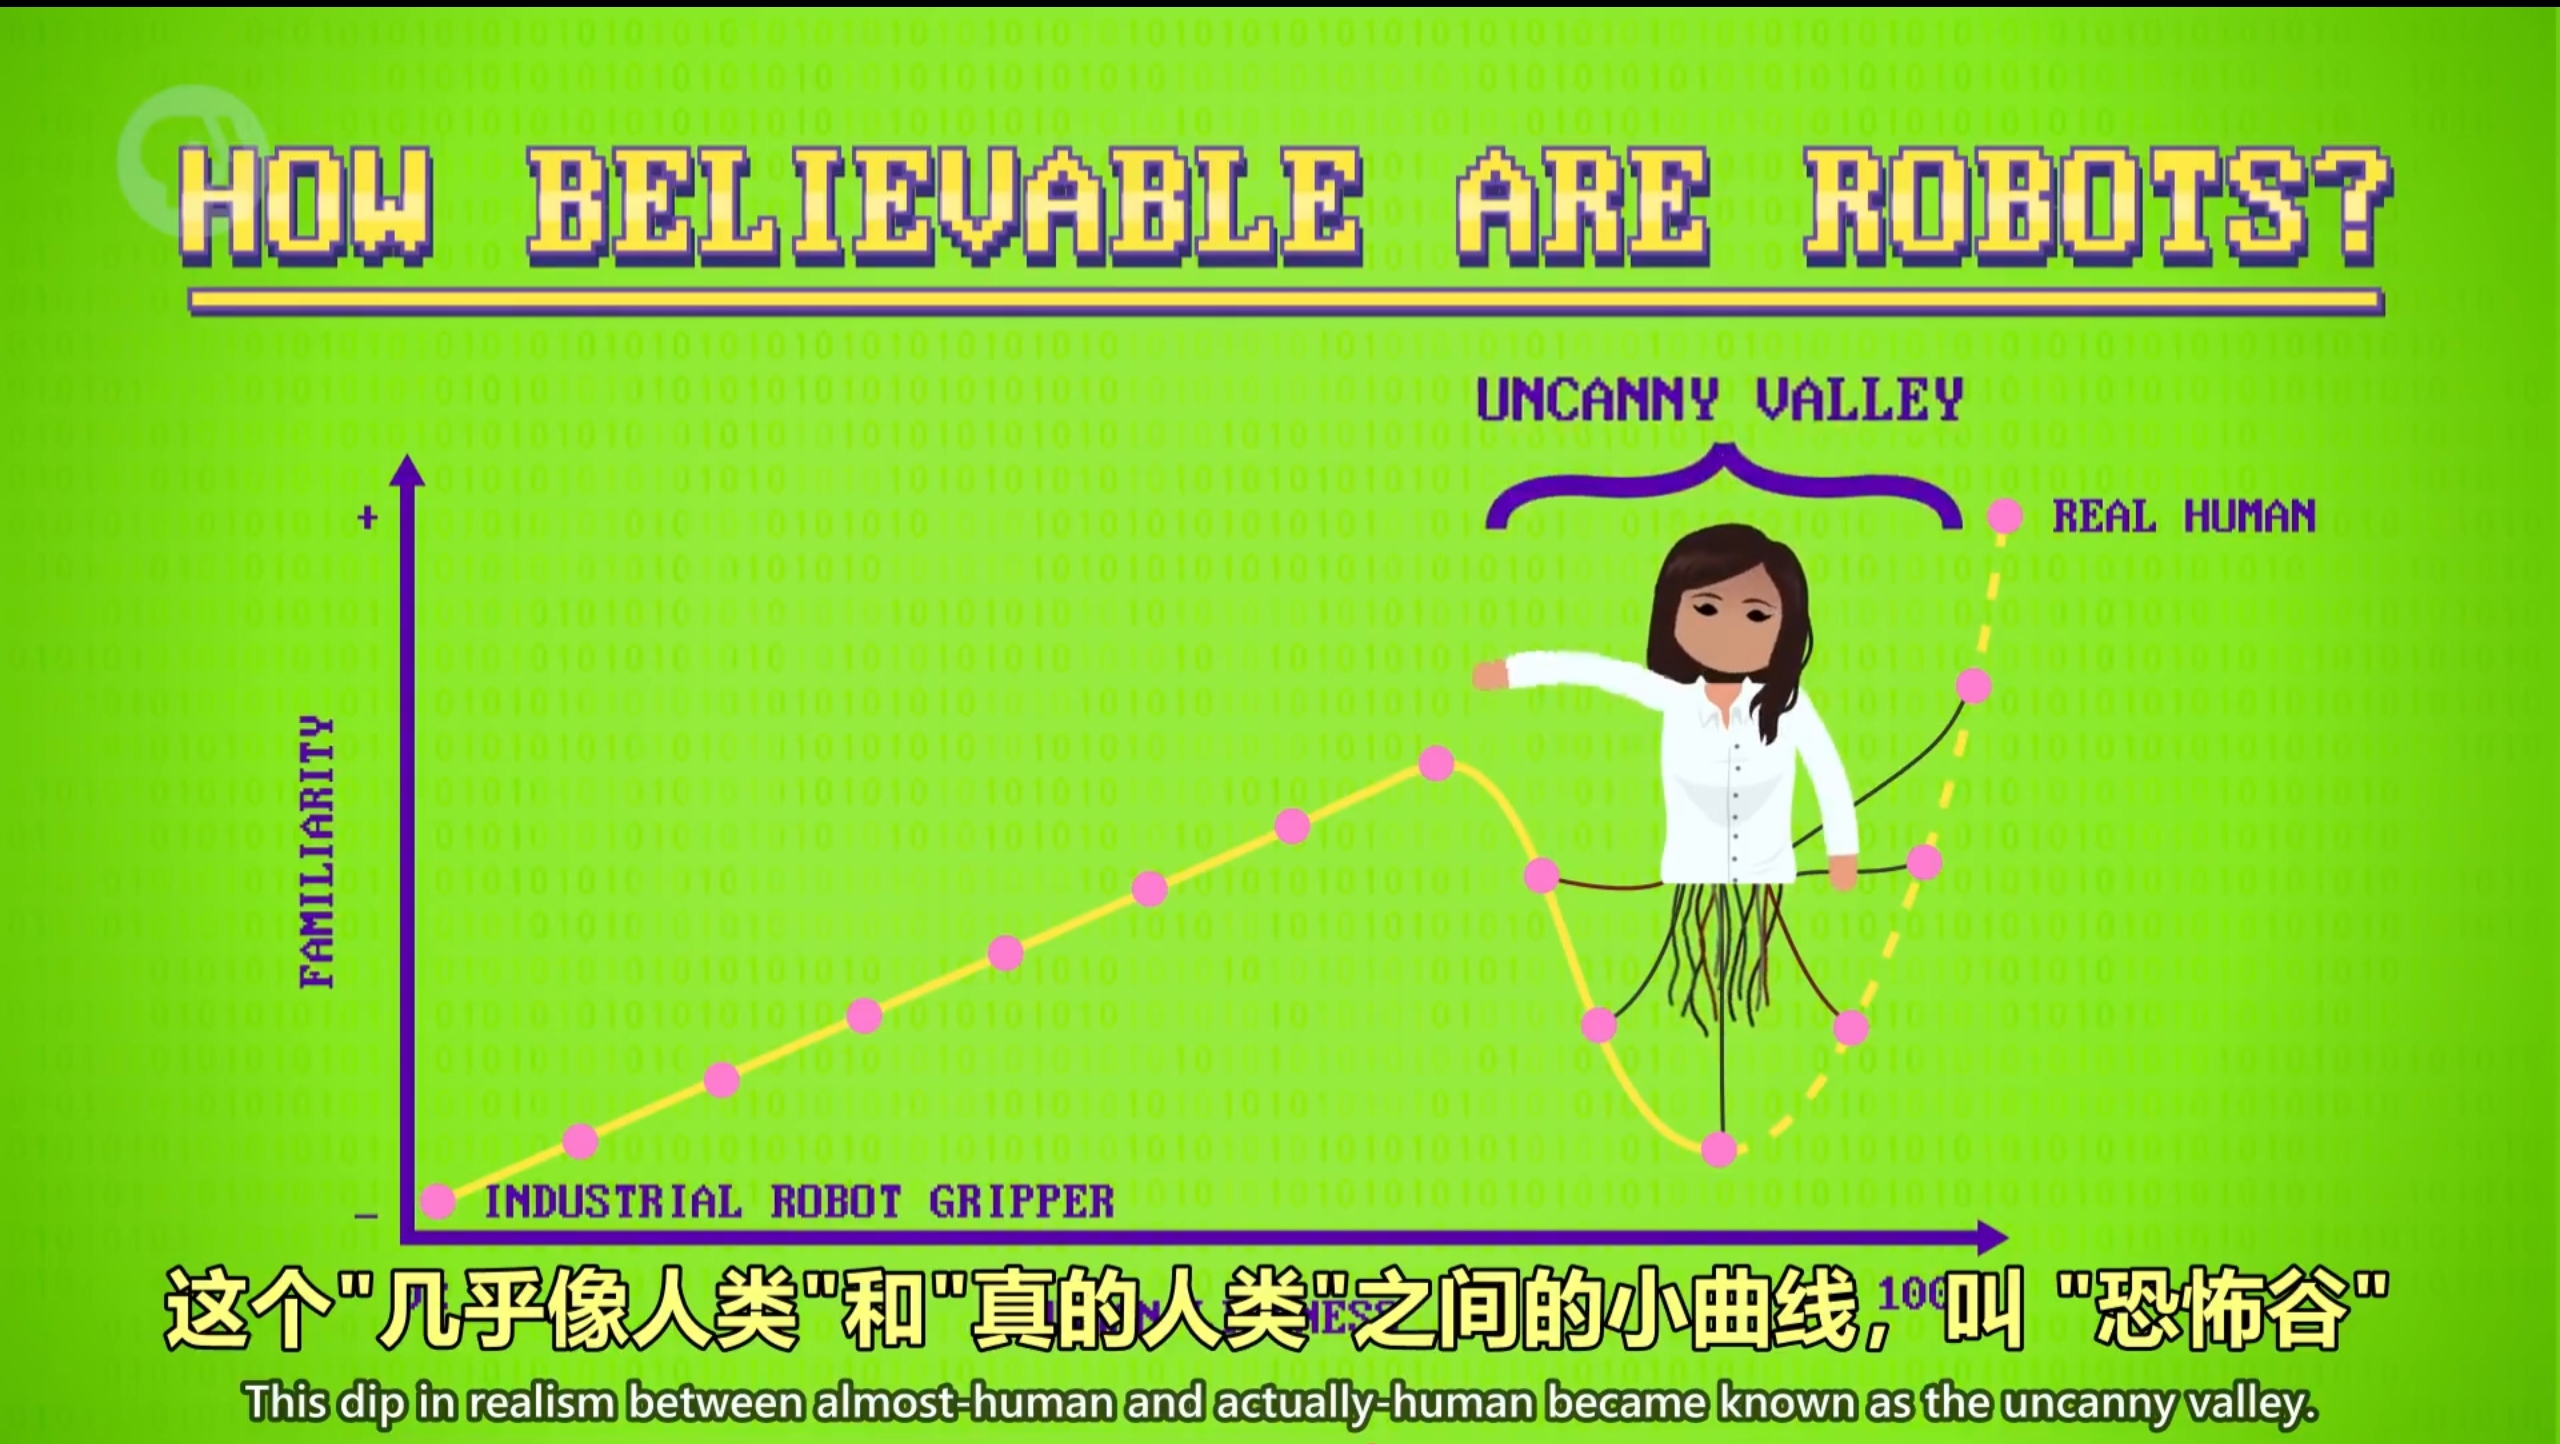 HOW BELIEVABLE ARE ROBOTS?
UNCANNY VALLEY
+
REAL HUMAN
FAMILIARITY
–
INDUSTRIAL ROBOT GRIPPER
这个"几乎像人类"和"真的人类"之间的小曲线，叫 "恐怖谷"
This dip in realism between almost-human and actually-human became known as the uncanny valley.